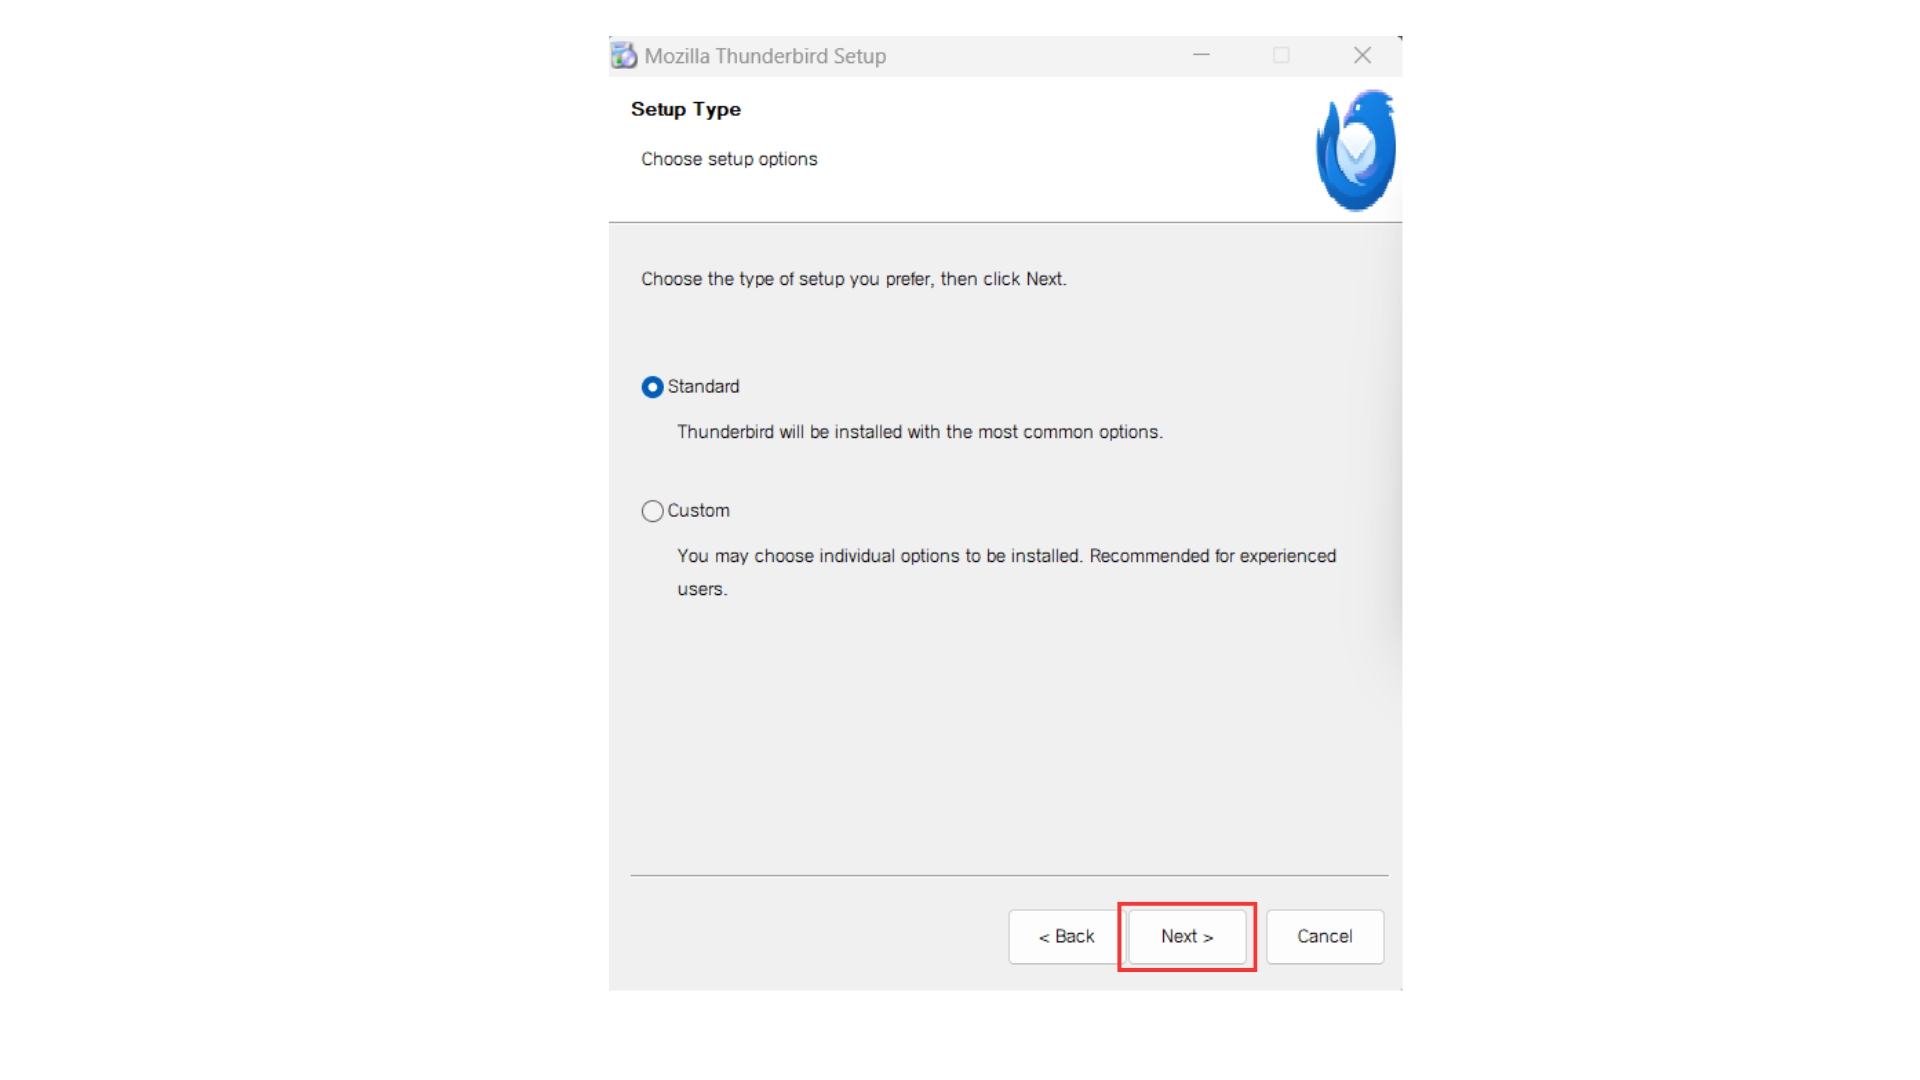 Mozilla Thunderbird Setup
Setup Type
Choose setup options
Choose the type of setup you prefer, then click Next.
Standard
Thunderbird will be installed with the most common options.
Custom
You may choose individual options to be installed. Recommended for experienced
users.
< Back
Next >
Cancel